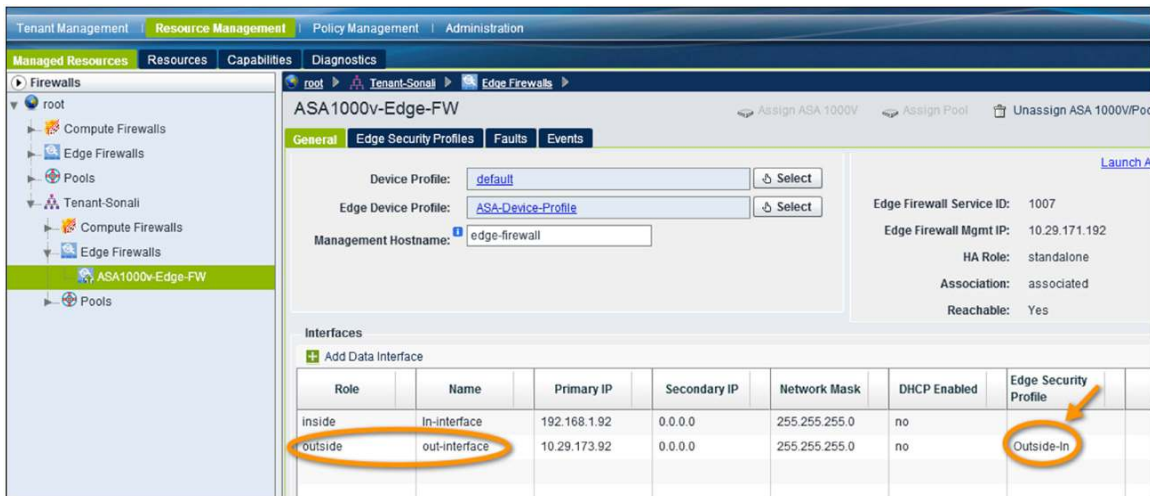 Tenant Management | Resource Management | Policy Management | Administration
Managed Resources Resources Capabilities Diagnostics
Firewalls
root
Compute Firewalls
Edge Firewalls
Pools
Tenant-Sonali
Compute Firewalls
Edge Firewalls
ASA1000v-Edge-FW
Pools
root Tenant-Sonali Edge Firewalls
ASA1000v-Edge-FW Assign ASA 1000V Assign Pool Unassign ASA 1000V/Poo
General Edge Security Profiles Faults Events
Launch A
Device Profile: default Select
Edge Device Profile: ASA-Device-Profile Select
Management Hostname: edge-firewall
Edge Firewall Service ID: 1007
Edge Firewall Mgmt IP: 10.29.171.192
HA Role: standalone
Association: associated
Reachable: Yes
Interfaces
Add Data Interface
Role Name Primary IP Secondary IP Network Mask DHCP Enabled Edge Security Profile
inside In-interface 192.168.1.92 0.0.0.0 255.255.255.0 no
outside out-interface 10.29.173.92 0.0.0.0 255.255.255.0 no Outside-In